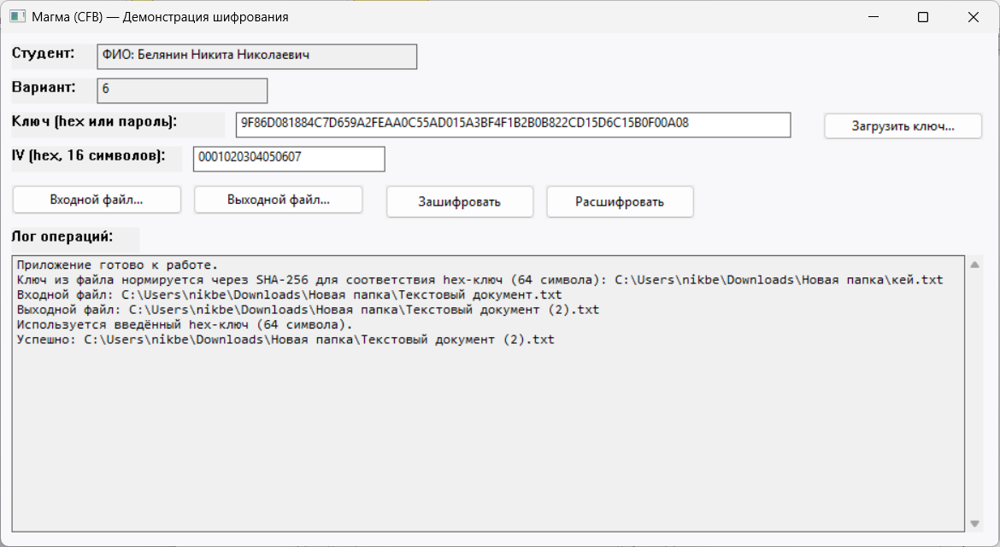 Магма (CFB) — Демонстрация шифрования
Студент: ФИО: Белянин Никита Николаевич
Вариант: 6
Ключ (hex или пароль): 9F86D081884C7D659A2FEAA0C55AD015A3BF4F1B2B0B822CD15D6C15B0F00A08 Загрузить ключ...
IV (hex, 16 символов): 0001020304050607
Входной файл... Выходной файл... Зашифровать Расшифровать
Лог операций:
Приложение готово к работе.
Ключ из файла нормируется через SHA-256 для соответствия hex-ключ (64 символа): C:\Users\nikbe\Downloads\Новая папка\кей.txt
Входной файл: C:\Users\nikbe\Downloads\Новая папка\Текстовый документ.txt
Выходной файл: C:\Users\nikbe\Downloads\Новая папка\Текстовый документ (2).txt
Используется введённый hex-ключ (64 символа).
Успешно: C:\Users\nikbe\Downloads\Новая папка\Текстовый документ (2).txt